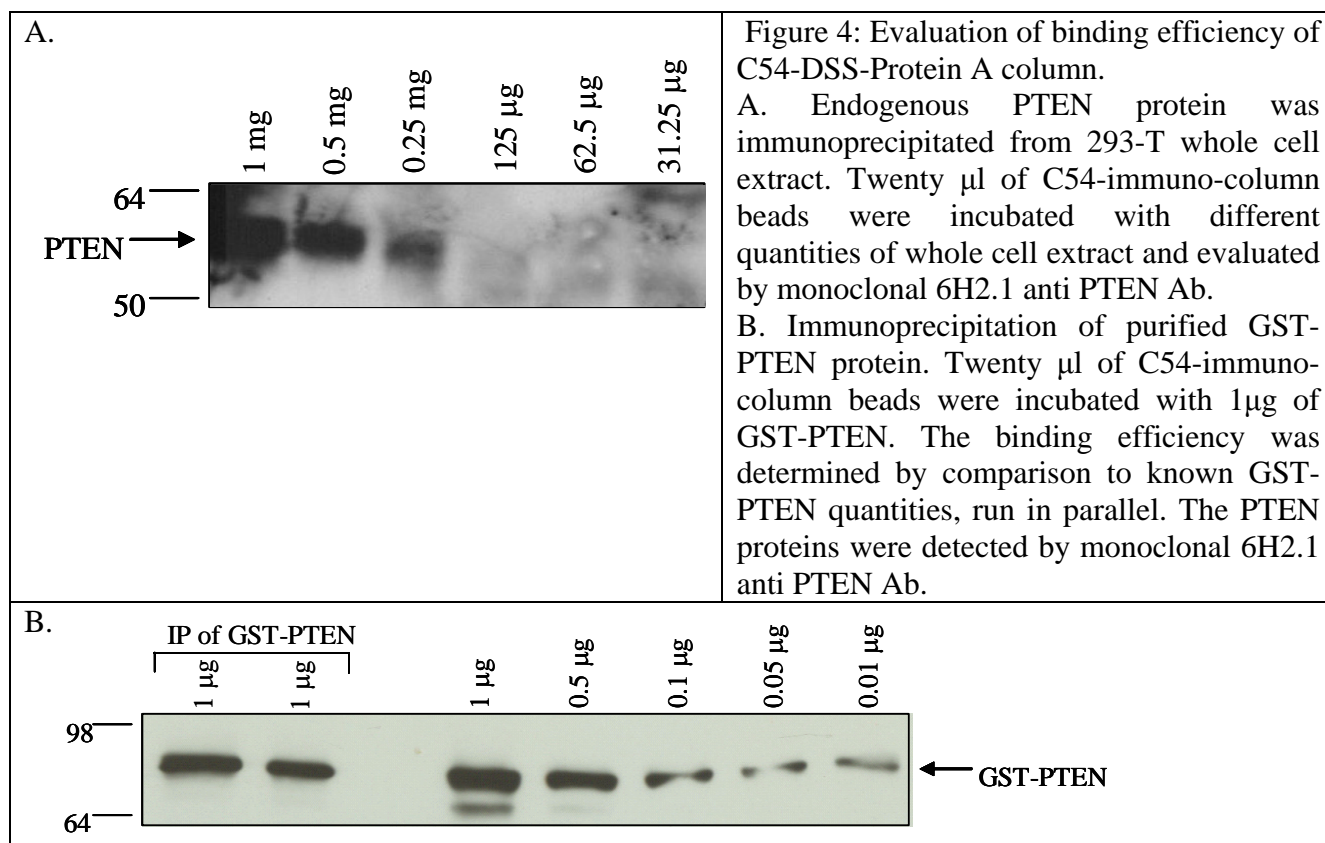 A.
1 mg
0.5 mg
0.25 mg
125 µg
62.5 µg
31.25 µg
64
PTEN
50
Figure 4: Evaluation of binding efficiency of
C54-DSS-Protein A column.
A. Endogenous PTEN protein was
immunoprecipitated from 293-T whole cell
extract. Twenty µl of C54-immuno-column
beads were incubated with different
quantities of whole cell extract and evaluated
by monoclonal 6H2.1 anti PTEN Ab.
B. Immunoprecipitation of purified GST-
PTEN protein. Twenty µl of C54-immuno-
column beads were incubated with 1µg of
GST-PTEN. The binding efficiency was
determined by comparison to known GST-
PTEN quantities, run in parallel. The PTEN
proteins were detected by monoclonal 6H2.1
anti PTEN Ab.
B.
IP of GST-PTEN
1 µg
1 µg
1 µg
0.5 µg
0.1 µg
0.05 µg
0.01 µg
98
GST-PTEN
64